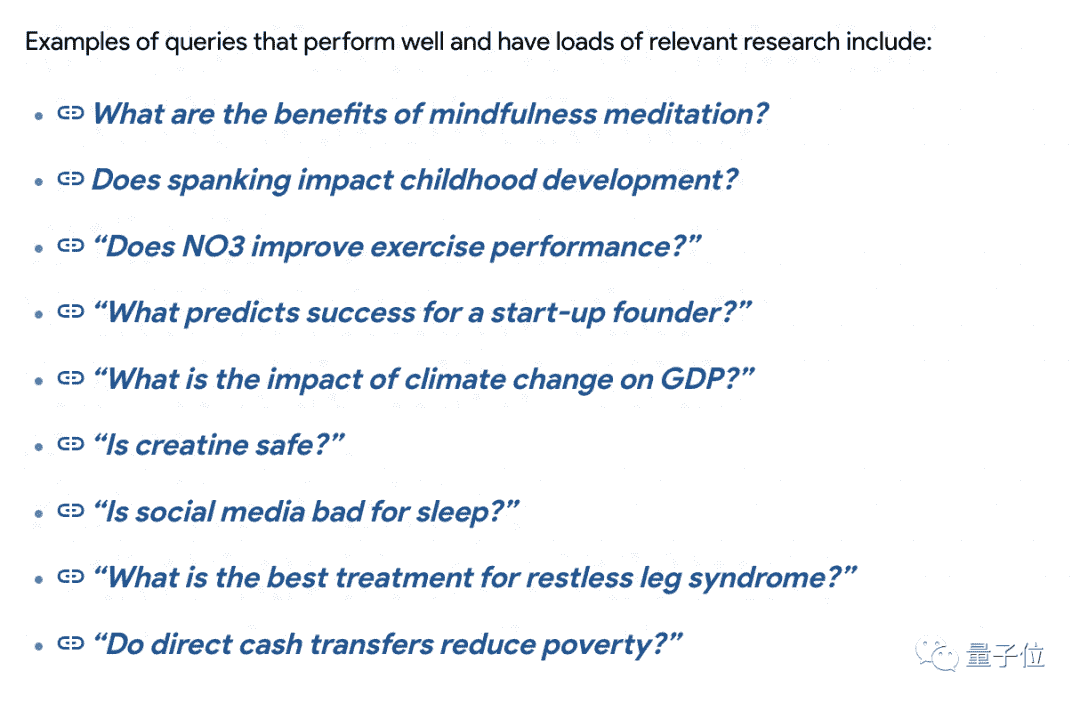 Examples of queries that perform well and have loads of relevant research include:
What are the benefits of mindfulness meditation?
Does spanking impact childhood development?
“Does NO3 improve exercise performance?”
“What predicts success for a start-up founder?”
“What is the impact of climate change on GDP?”
“Is creatine safe?”
“Is social media bad for sleep?”
“What is the best treatment for restless leg syndrome?”
“Do direct cash transfers reduce poverty?”
量子位